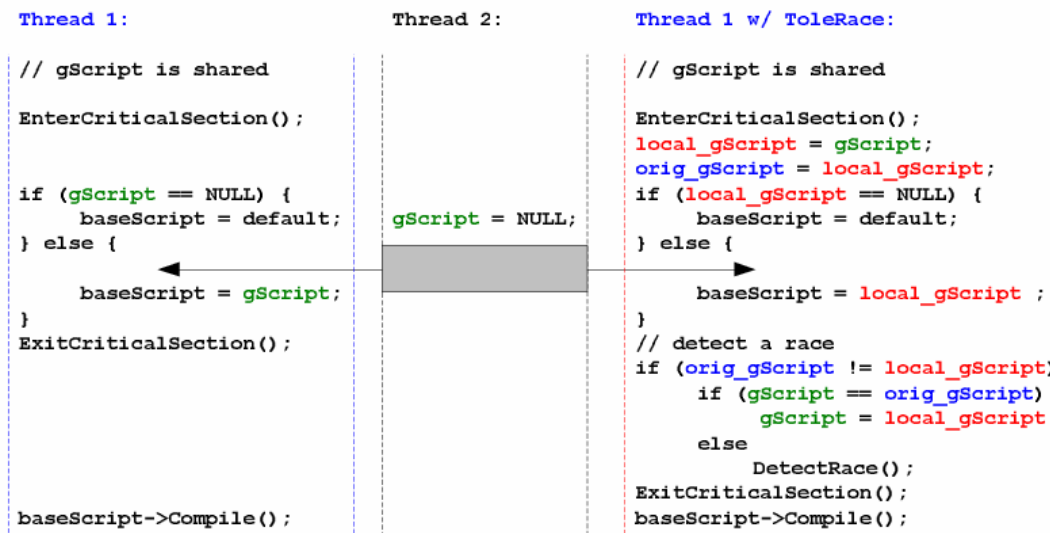 Thread 1:
// gScript is shared
EnterCriticalSection();
if (gScript == NULL) {
baseScript = default;
} else {
baseScript = gScript;
}
ExitCriticalSection();
baseScript->Compile();
Thread 2:
gScript = NULL;
Thread 1 w/ ToleRace:
// gScript is shared
EnterCriticalSection();
local_gScript = gScript;
orig_gScript = local_gScript;
if (local_gScript == NULL) {
baseScript = default;
} else {
baseScript = local_gScript ;
}
// detect a race
if (orig_gScript != local_gScript)
if (gScript == orig_gScript)
gScript = local_gScript
else
DetectRace();
ExitCriticalSection();
baseScript->Compile();